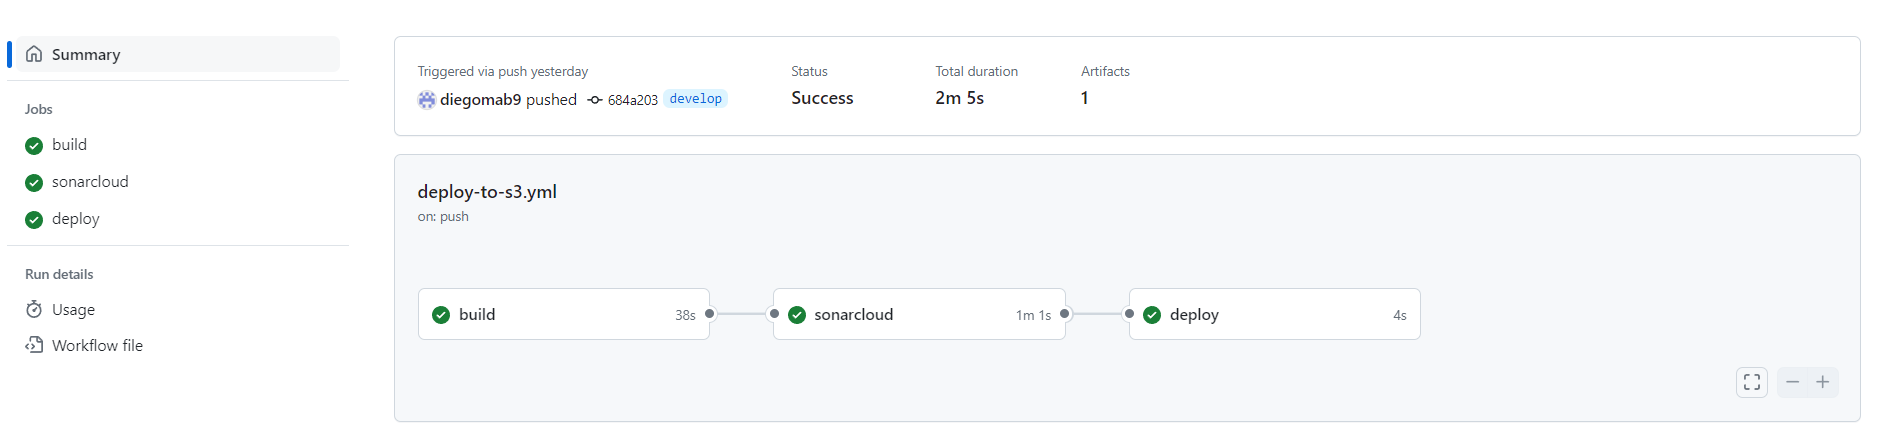 Summary
Jobs
build
sonarcloud
deploy
Run details
Usage
Workflow file
Triggered via push yesterday
diegomab9 pushed 684a203 develop
Status
Success
Total duration
2m 5s
Artifacts
1
deploy-to-s3.yml
on: push
build 38s
sonarcloud 1m 1s
deploy 4s